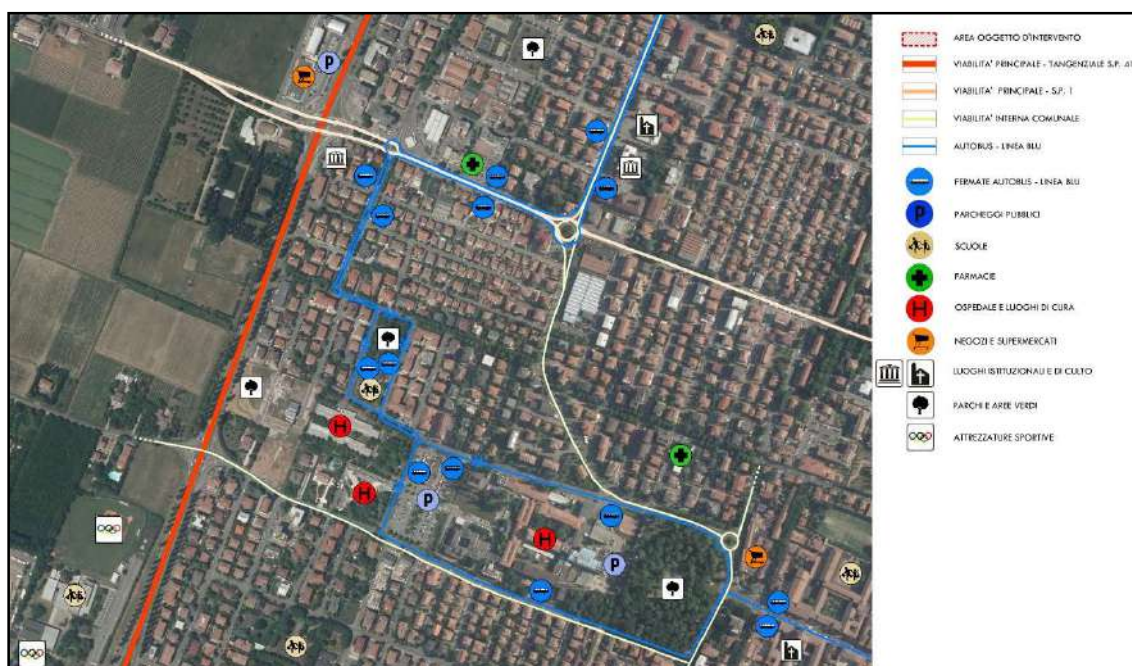 AREA OGGETTO D'INTERVENTO
VIABILITA' PRINCIPALE - TANGENZIALE S.P. 41
VIABILITA' PRINCIPALE - S.P. 1
VIABILITA' INTERNA COMUNALE
AUTOBUS - LINEA BLU
FERMATE AUTOBUS - LINEA BLU
P PARCHEGGI PUBBLICI
SCUOLE
FARMACIE
H OSPEDALE E LUOGHI DI CURA
NEGOZI E SUPERMERCATI
LUOGHI ISTITUZIONALI E DI CULTO
PARCHI E AREE VERDI
ATTREZZATURE SPORTIVE
P
H
H
P
H
P